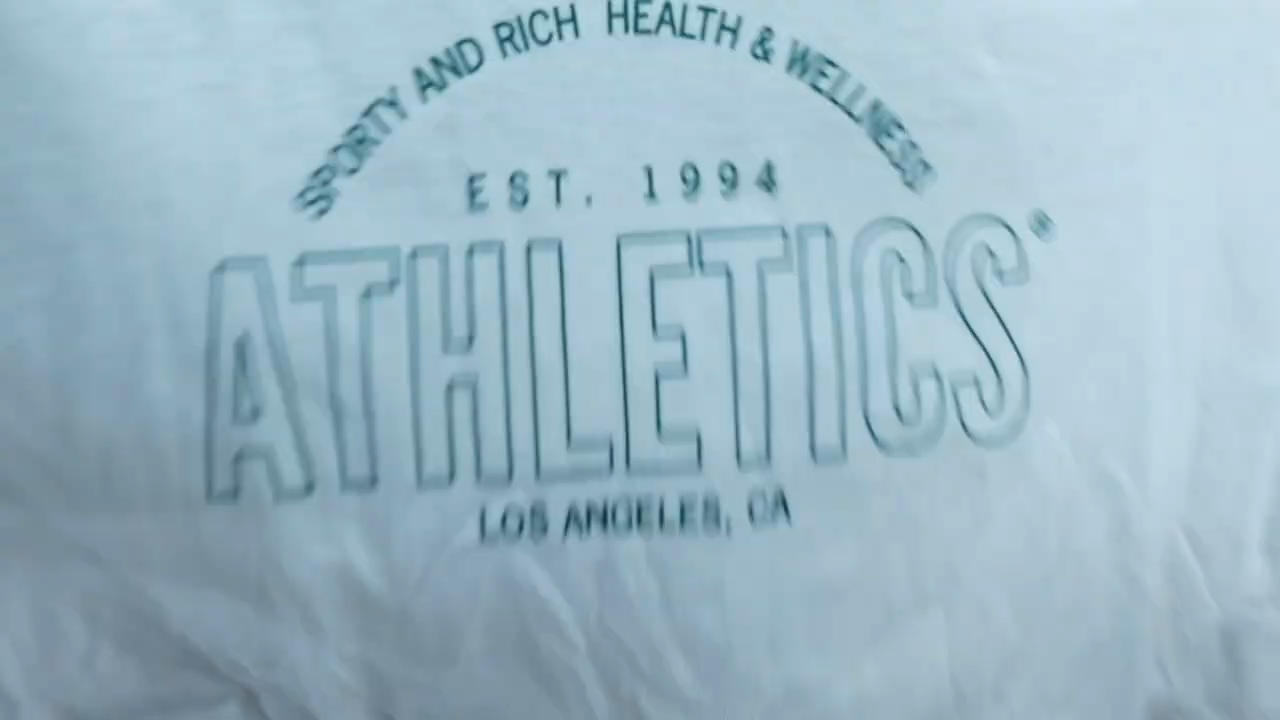 SPORTY AND RICH HEALTH & WELLNESS
EST. 1994
ATHLETICS®
LOS ANGELES, CA